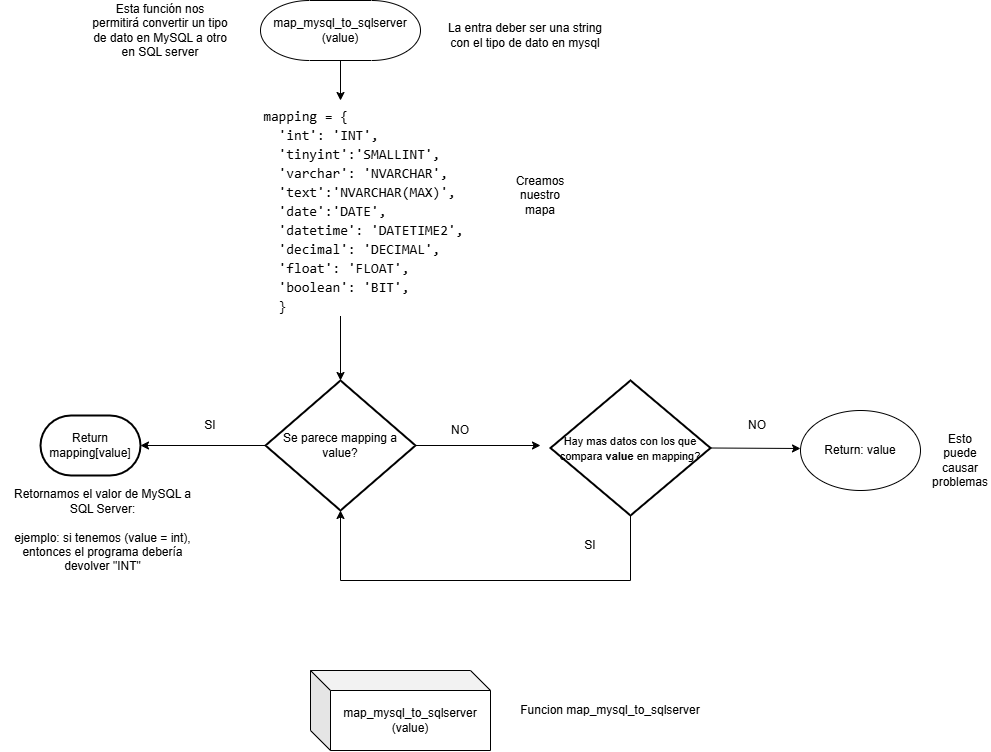 Esta función nos
permitirá convertir un tipo
de dato en MySQL a otro
en SQL server
map_mysql_to_sqlserver
(value)
La entra deber ser una string
con el tipo de dato en mysql
mapping = {
'int': 'INT',
'tinyint':'SMALLINT',
'varchar': 'NVARCHAR',
'text':'NVARCHAR(MAX)',
'date':'DATE',
'datetime': 'DATETIME2',
'decimal': 'DECIMAL',
'float': 'FLOAT',
'boolean': 'BIT',
}
Creamos
nuestro
mapa
Se parece mapping a
value?
SI
Return
mapping[value]
Retornamos el valor de MySQL a
SQL Server:
ejemplo: si tenemos (value = int),
entonces el programa debería
devolver "INT"
NO
Hay mas datos con los que
compara value en mapping?
SI
NO
Return: value
Esto
puede
causar
problemas
map_mysql_to_sqlserver
(value)
Funcion map_mysql_to_sqlserver